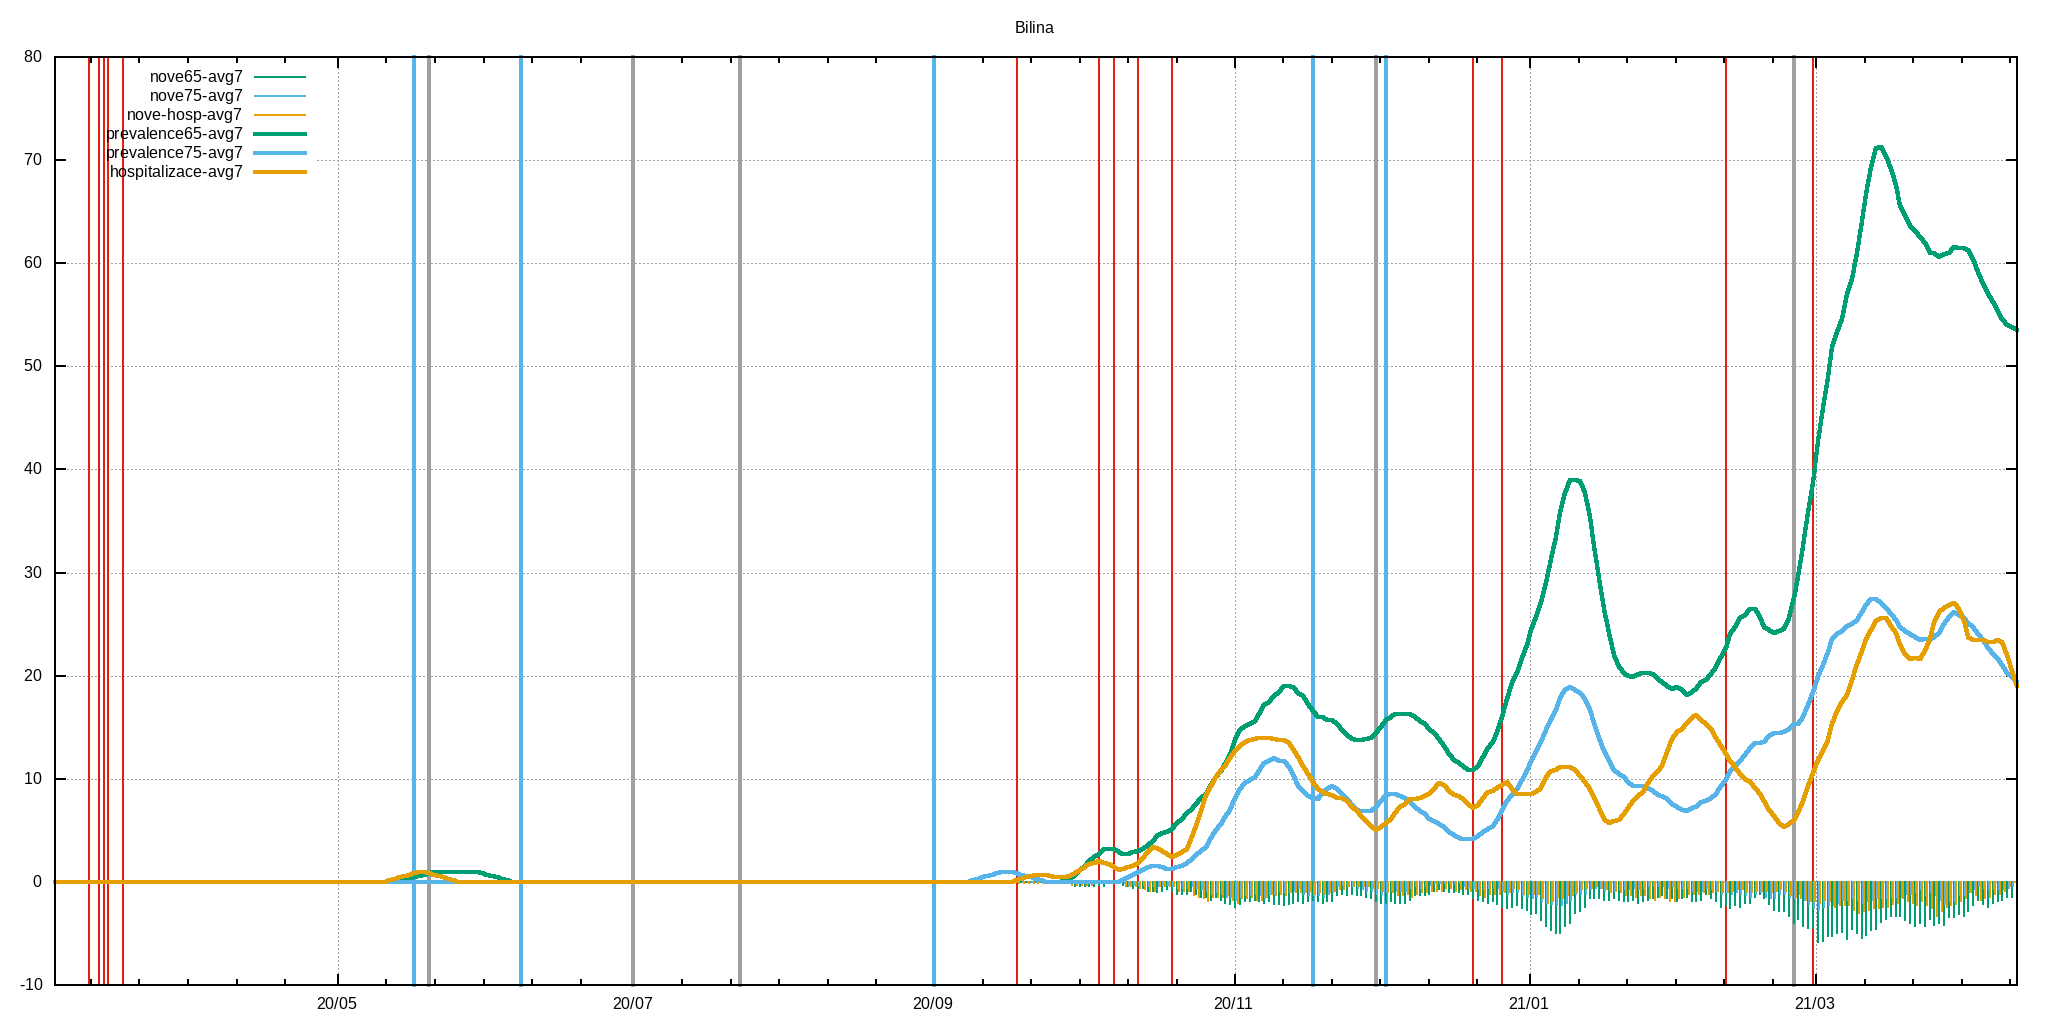 Bilina
80
nove65-avg7
nove75-avg7
nove-hosp-avg7
prevalence65-avg7
prevalence75-avg7
hospitalizace-avg7
70
60
50
40
30
20
10
0
-10
20/05 20/07 20/09 20/11 21/01 21/03